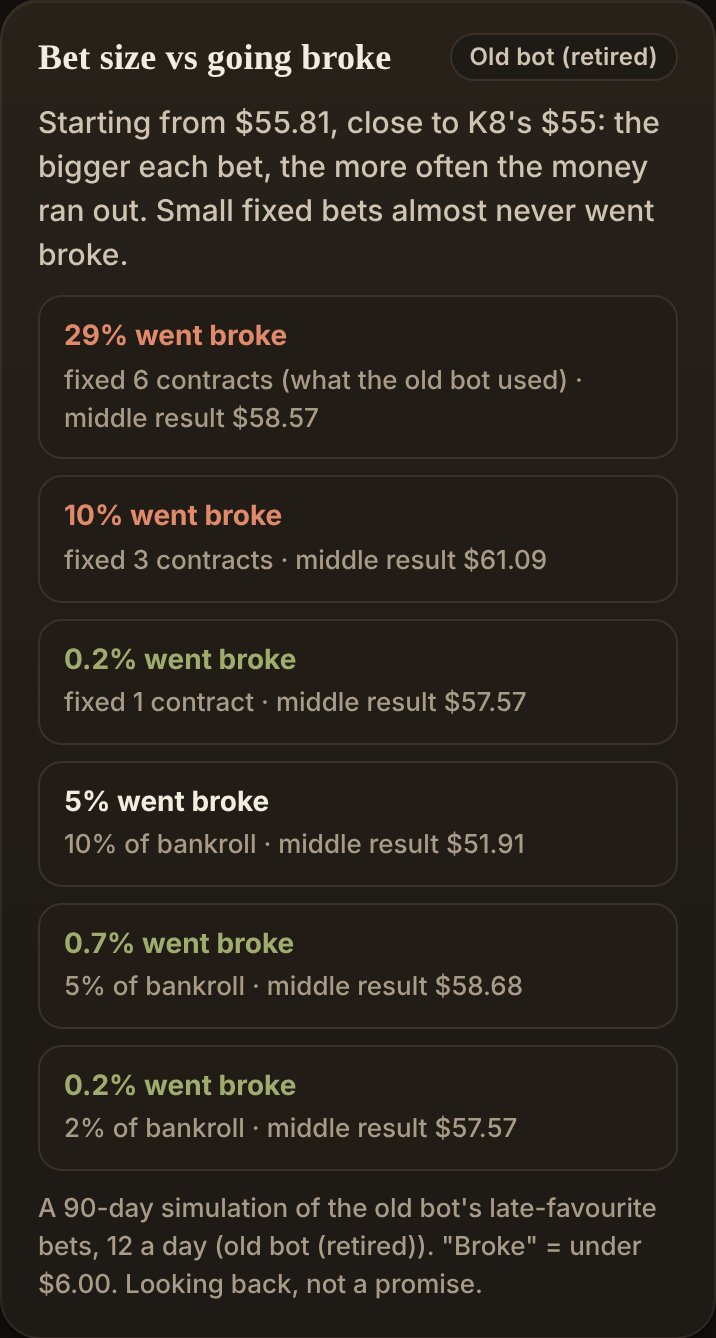 Bet size vs going broke
Old bot (retired)
Starting from $55.81, close to K8's $55: the
bigger each bet, the more often the money
ran out. Small fixed bets almost never went
broke.
29% went broke
fixed 6 contracts (what the old bot used) ·
middle result $58.57
10% went broke
fixed 3 contracts · middle result $61.09
0.2% went broke
fixed 1 contract · middle result $57.57
5% went broke
10% of bankroll · middle result $51.91
0.7% went broke
5% of bankroll · middle result $58.68
0.2% went broke
2% of bankroll · middle result $57.57
A 90-day simulation of the old bot's late-favourite
bets, 12 a day (old bot (retired)). "Broke" = under
$6.00. Looking back, not a promise.